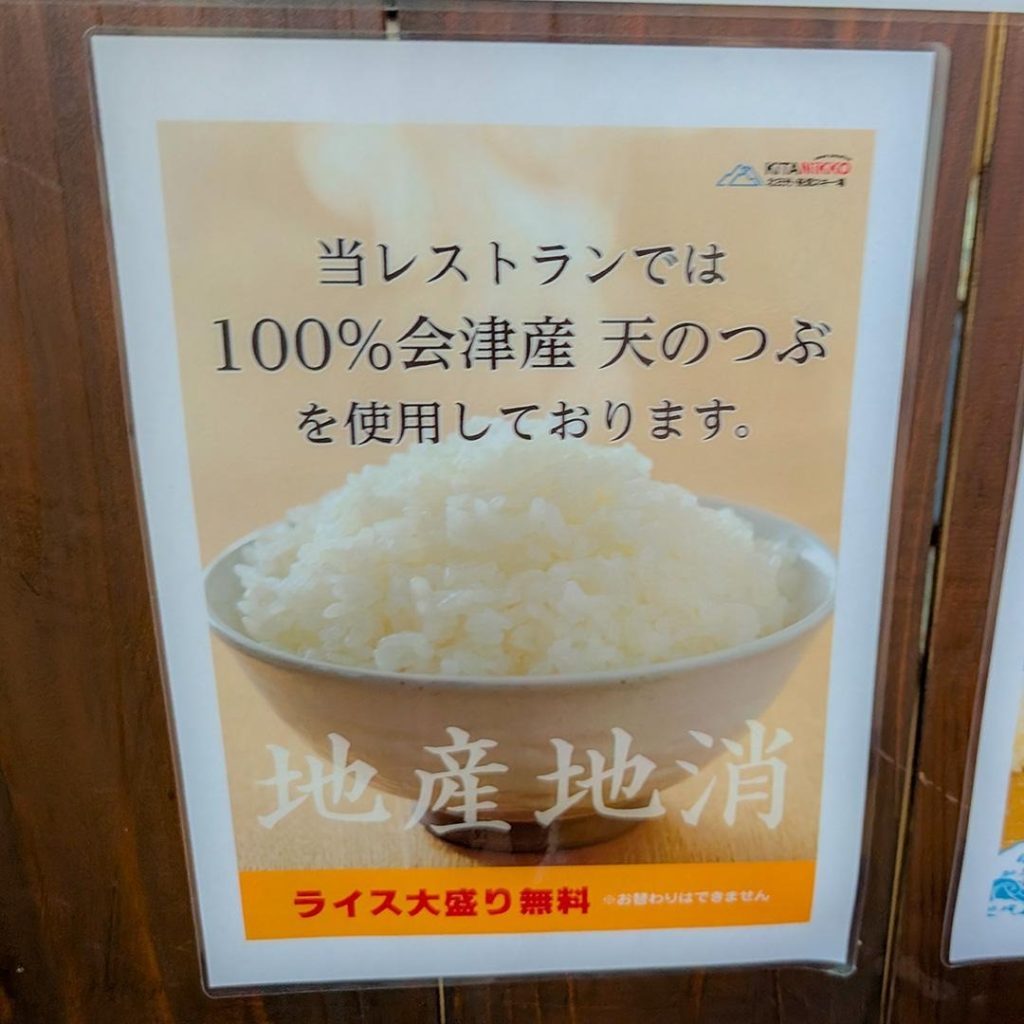 KITANIKKO
当レストランでは
100%会津産 天のつぶ
を使用しております。
地産地消
ライス大盛り無料 ※お替わりはできません